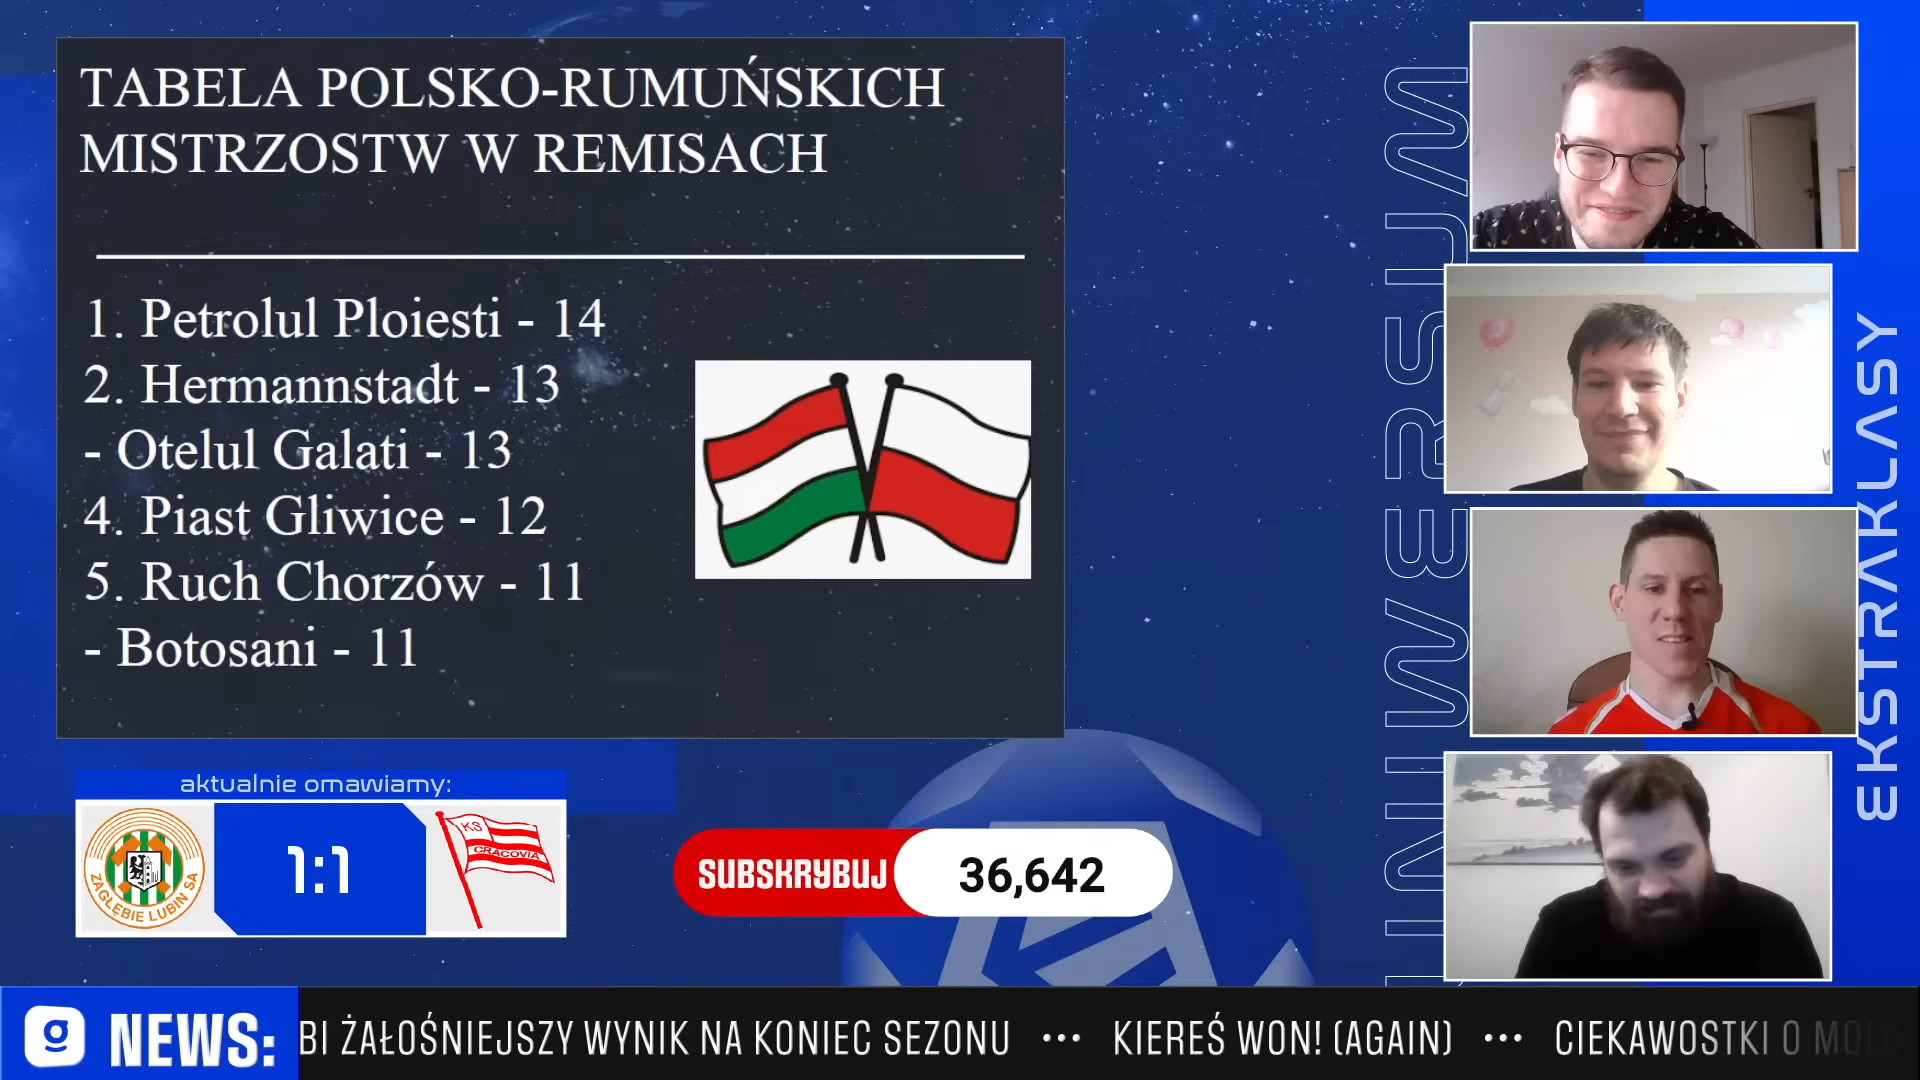 TABELA POLSKO-RUMUŃSKICH
MISTRZOSTW W REMISACH
1. Petrolul Ploiesti - 14
2. Hermannstadt - 13
- Otelul Galati - 13
4. Piast Gliwice - 12
5. Ruch Chorzów - 11
- Botosani - 11
aktualnie omawiamy:
ZAGŁĘBIE LUBIN SA
1:1
KS
CRACOVIA
SUBSKRYBUJ
36,642
UNIWERSUM
EKSTRAKLASY
g NEWS: BI ŻAŁOŚNIEJSZY WYNIK NA KONIEC SEZONU ••• KIEREŚ WON! (AGAIN) ••• CIEKAWOSTKI O